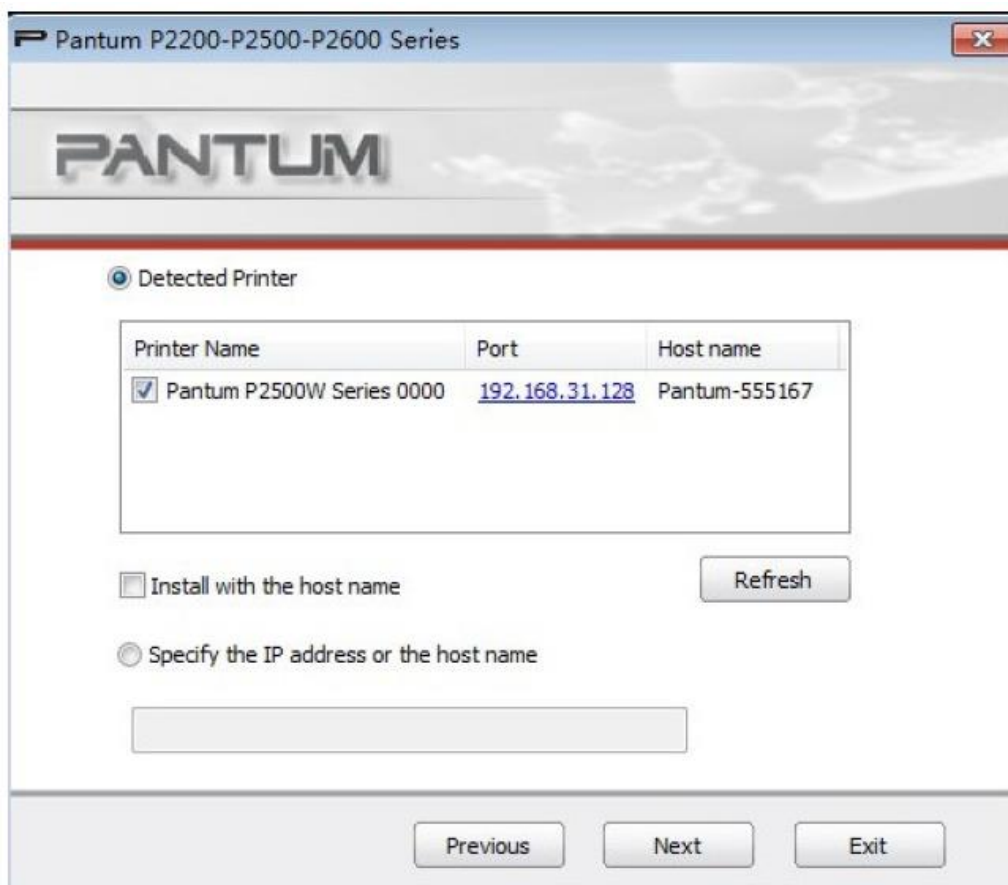 Pantum P2200-P2500-P2600 Series
PANTUM
Detected Printer
Printer Name Port Host name
Pantum P2500W Series 0000 192.168.31.128 Pantum-555167
Install with the host name Refresh
Specify the IP address or the host name
Previous Next Exit